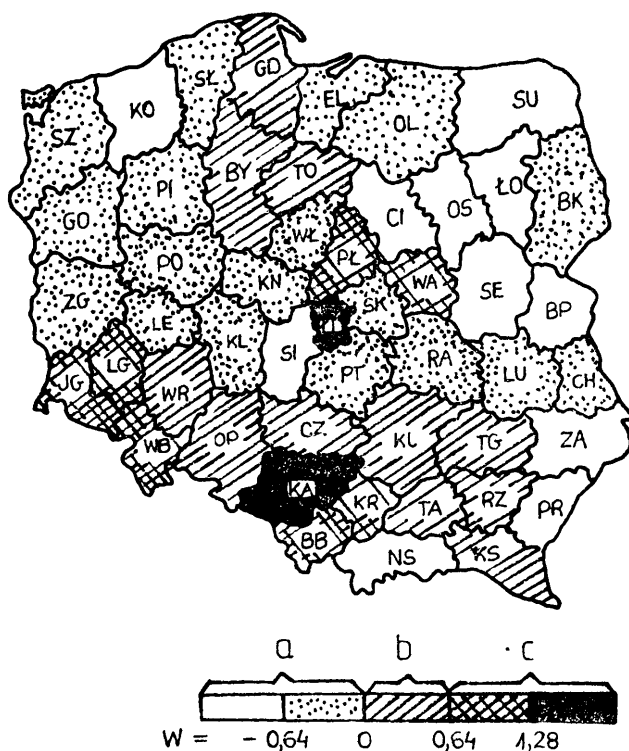 GD
SŁ
KO
EL
SU
OL
SZ
ŁO
PI
BY
TO
BK
CI
OS
GO
WŁ
PŁ
PO
KN
WA
SE
ZG
SK
BP
LE
KL
SI
RA
JG
LG
PT
LU
CH
WR
CZ
KL
TG
ZA
WB
OP
KA
KR
TA
RZ
PR
BB
NS
KS
a b c
W = - 0,64 0 0,64 1,28